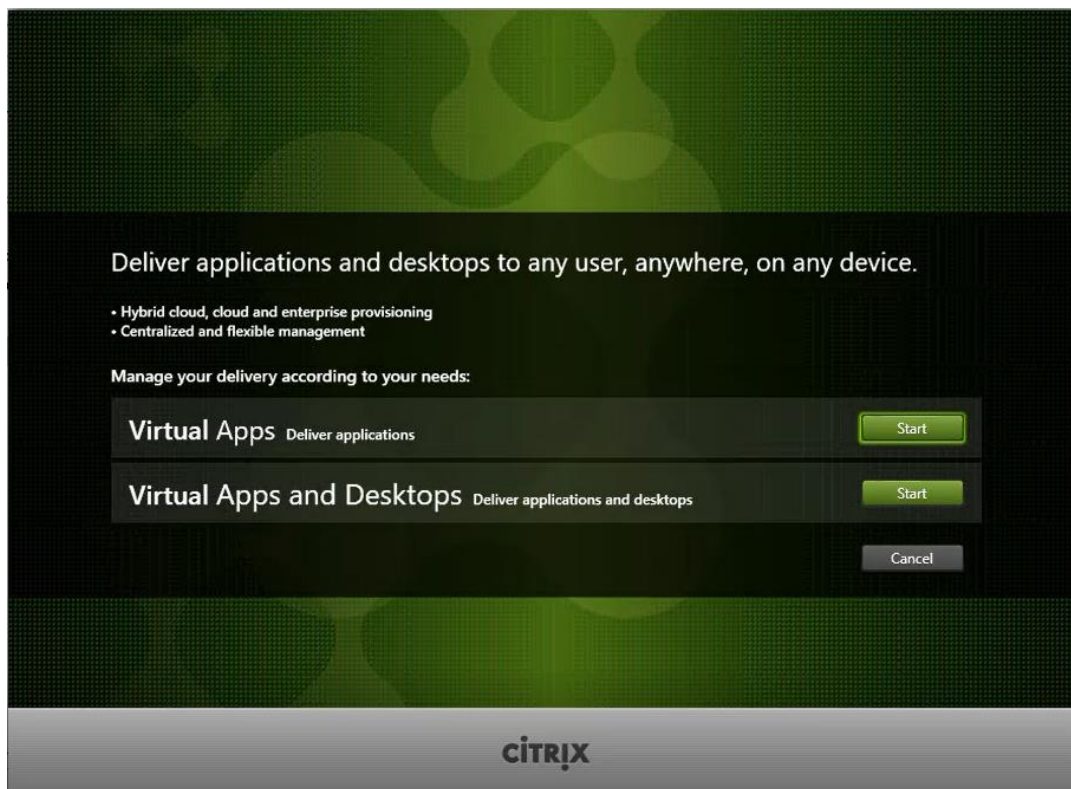 Deliver applications and desktops to any user, anywhere, on any device.
• Hybrid cloud, cloud and enterprise provisioning
• Centralized and flexible management
Manage your delivery according to your needs:
Virtual Apps Deliver applications Start
Virtual Apps and Desktops Deliver applications and desktops Start
Cancel
CITRIX